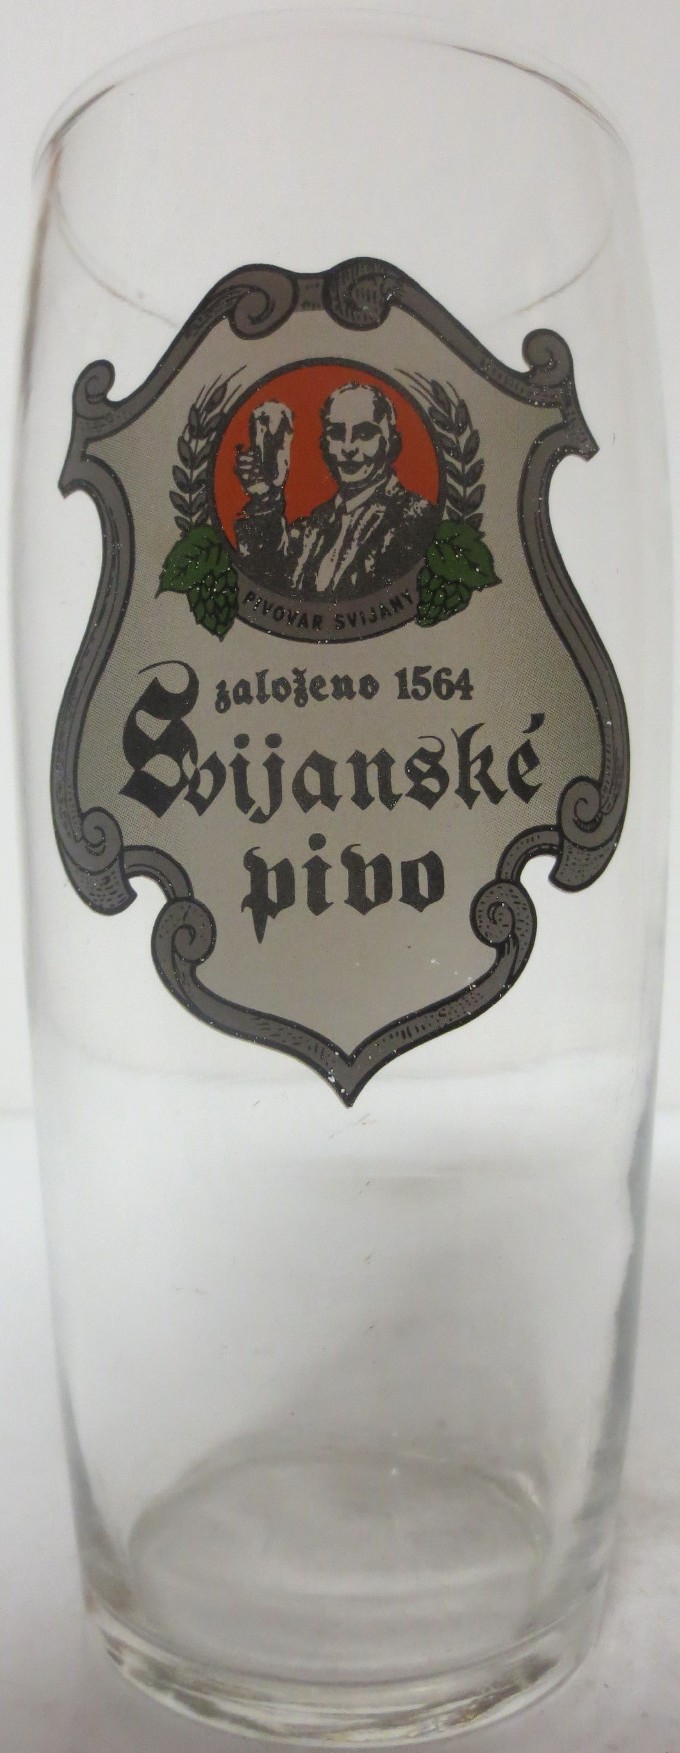 PIVOVAR SVIJANY
založeno 1564
Svijanské
pivo